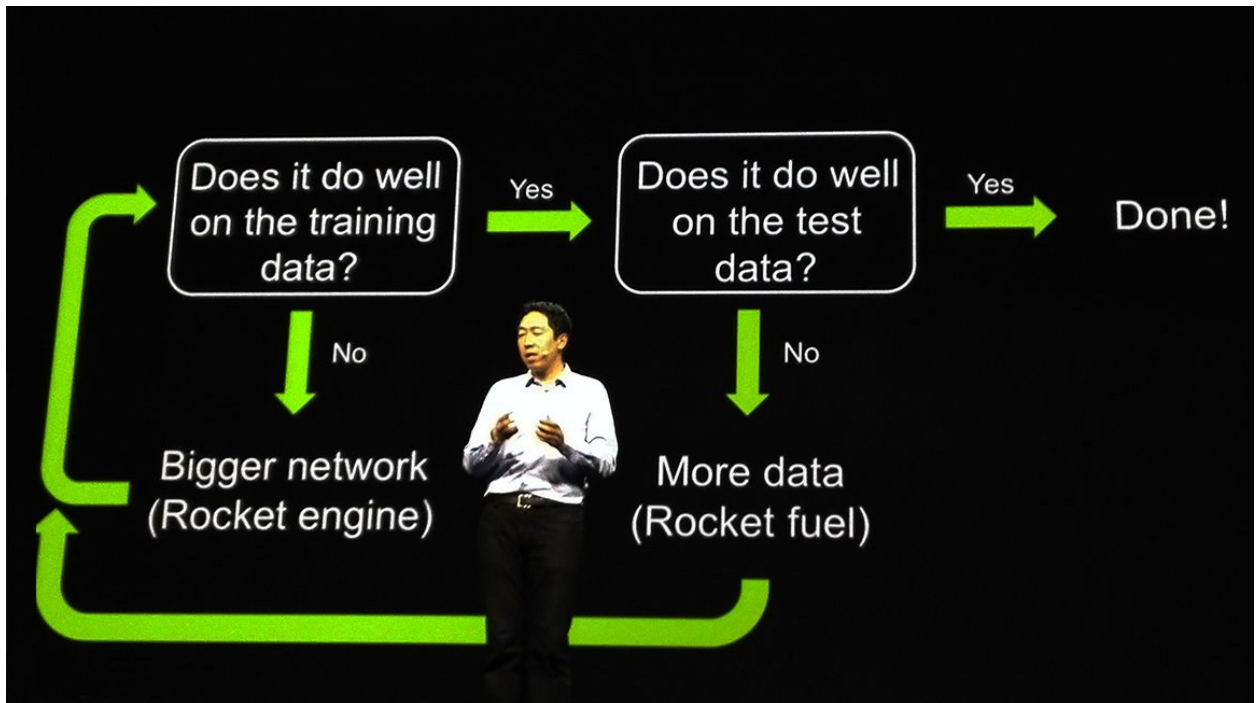 Does it do well
on the training
data?
Yes
Does it do well
on the test
data?
Yes
Done!
No
No
Bigger network
(Rocket engine)
More data
(Rocket fuel)